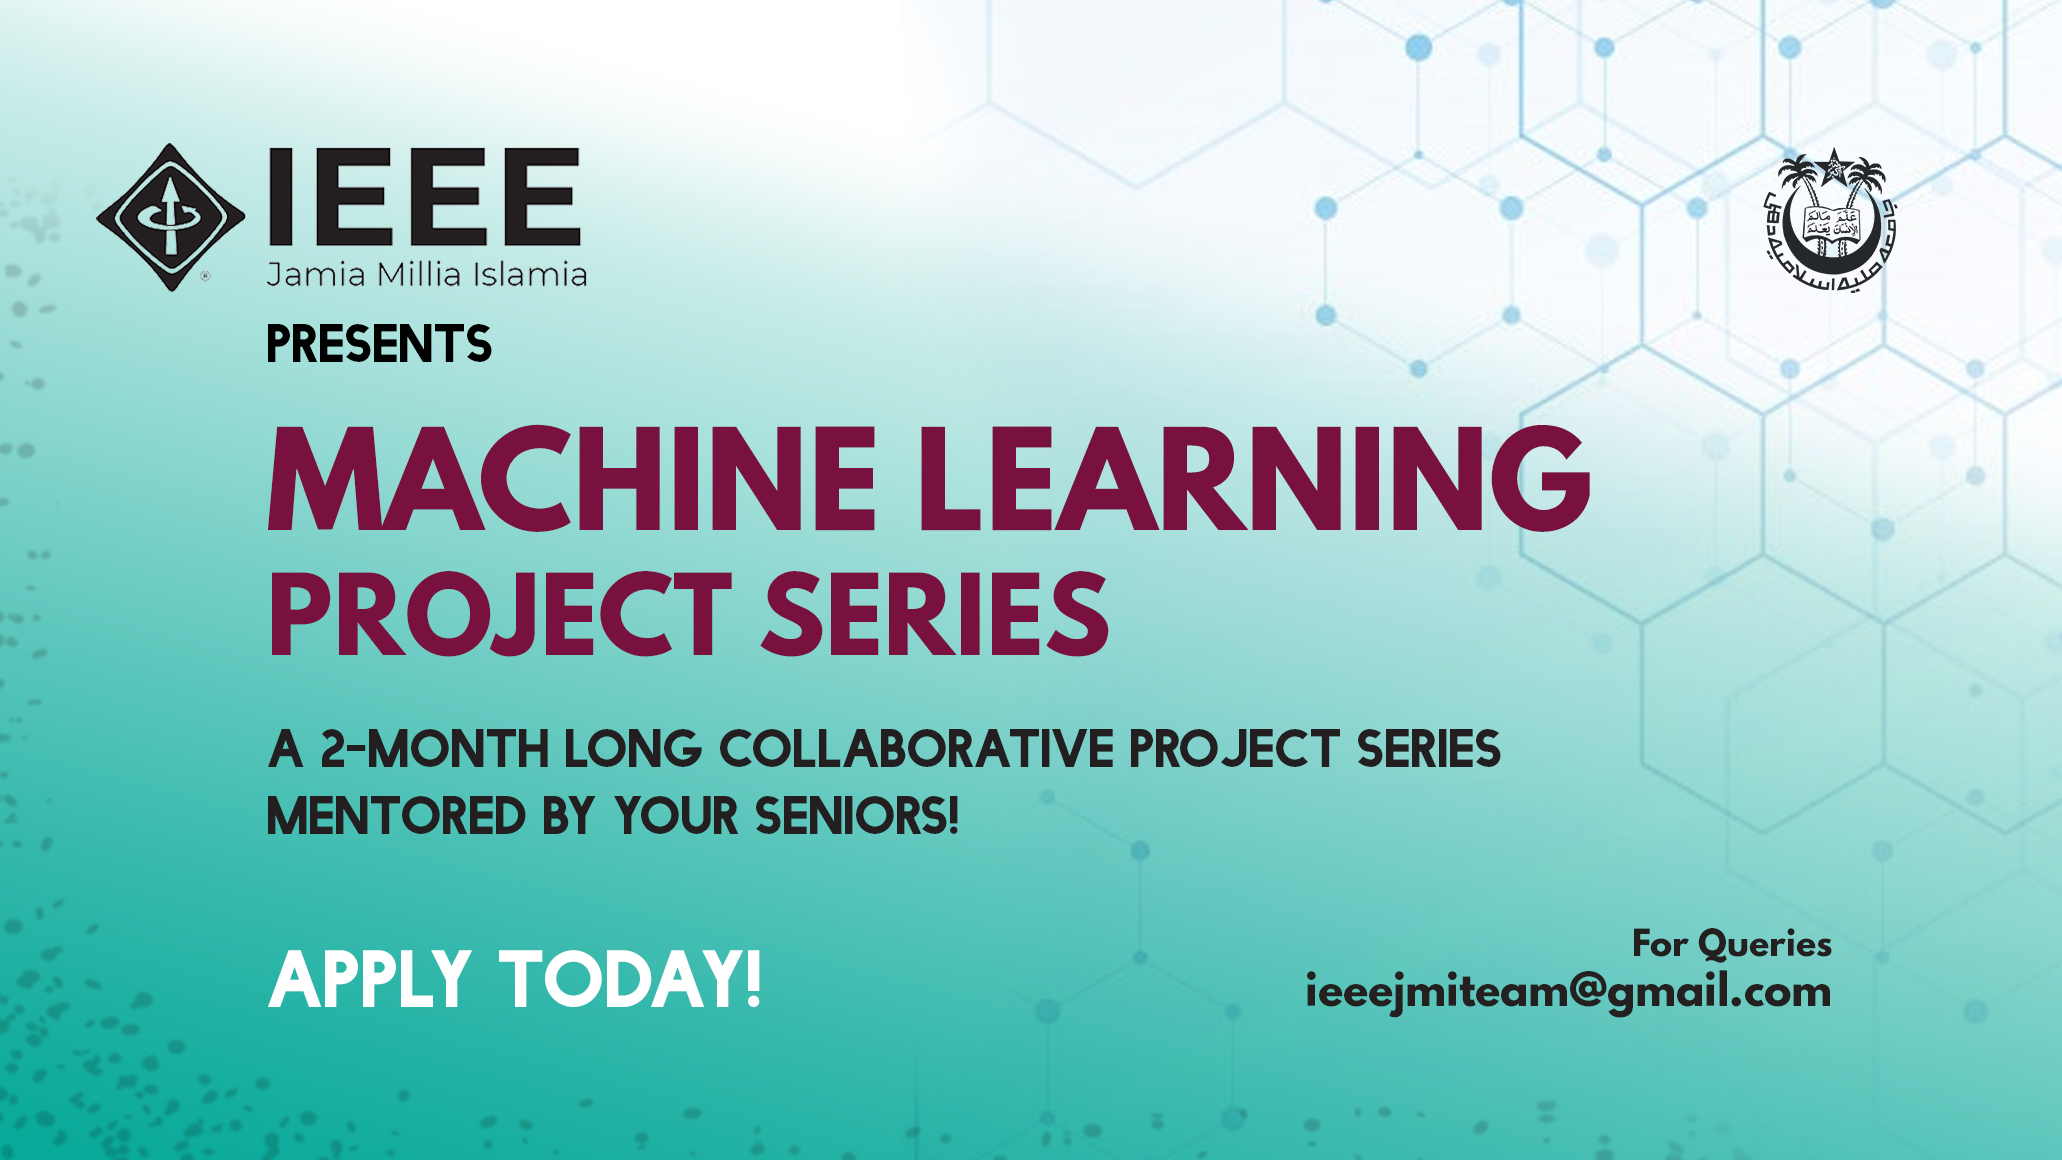 IEEE
Jamia Millia Islamia
PRESENTS
MACHINE LEARNING
PROJECT SERIES
A 2-MONTH LONG COLLABORATIVE PROJECT SERIES
MENTORED BY YOUR SENIORS!
APPLY TODAY!
For Queries
ieeejmiteam@gmail.com